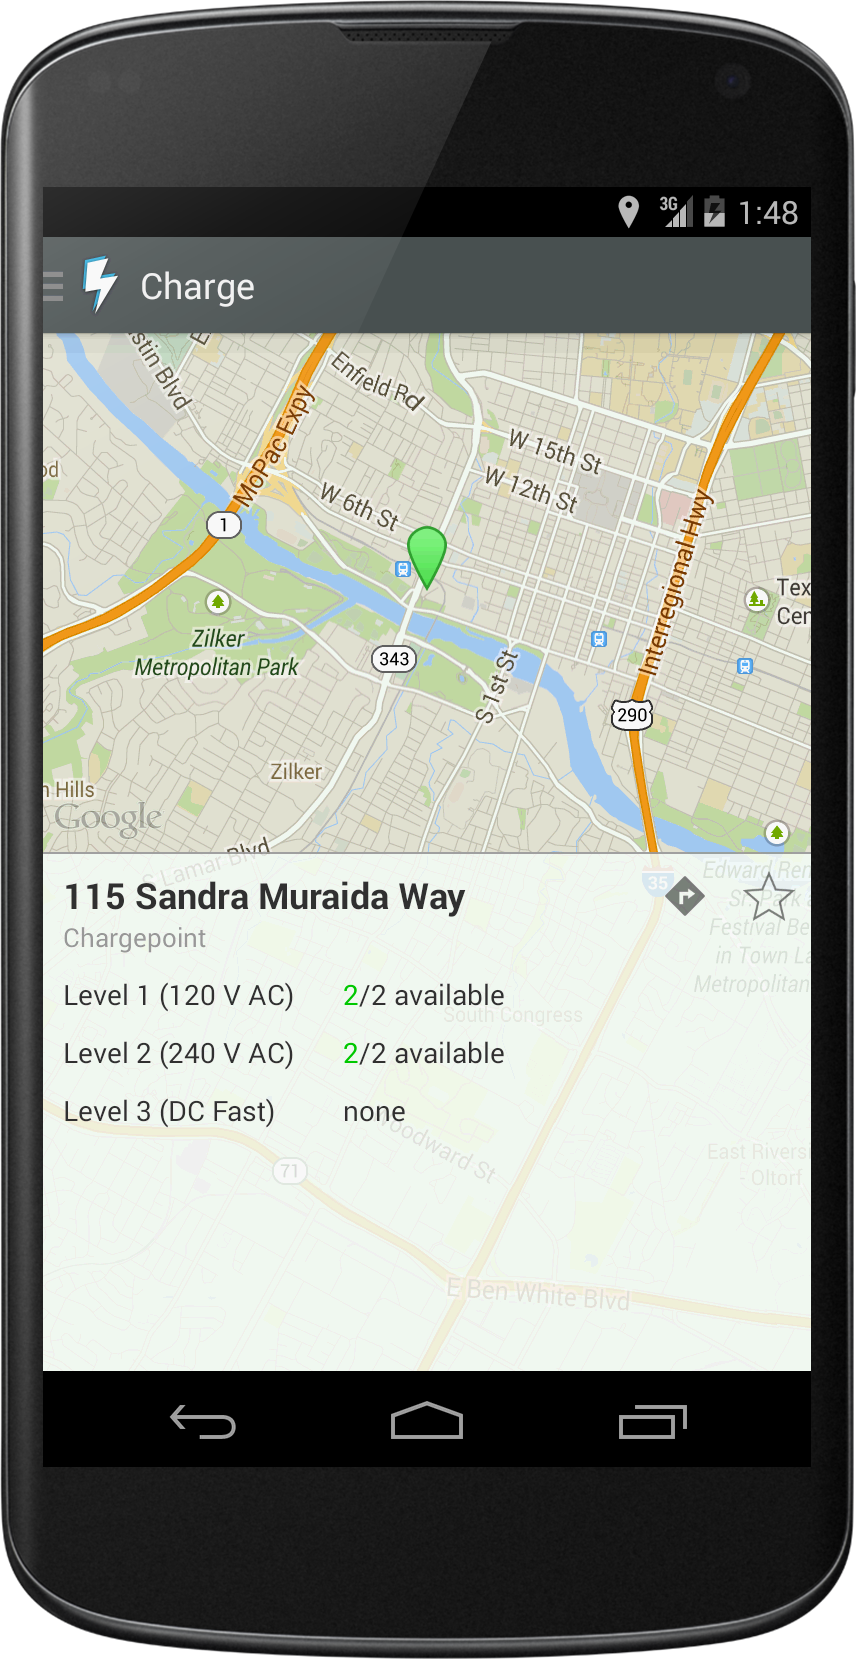 3G 1:48
Charge
stin Blvd
E
Enfield Rd
MoPac Expy
W 15th St
od
W 12th St
W 6th St
1
Interregional Hwy
Tex
Cen
Zilker
Metropolitan Park
343
S 1st St
290
Zilker
n Hills
Google
S Lamar Blvd
35
Edward Ren
Sr. Park a
Festival Be
in Town La
Metropolitan
115 Sandra Muraida Way
Chargepoint
Level 1 (120 V AC) 2/2 available
South Congress
Level 2 (240 V AC) 2/2 available
Level 3 (DC Fast) none
oodward St
71
East Riversi
- Oltorf
E Ben White Blvd